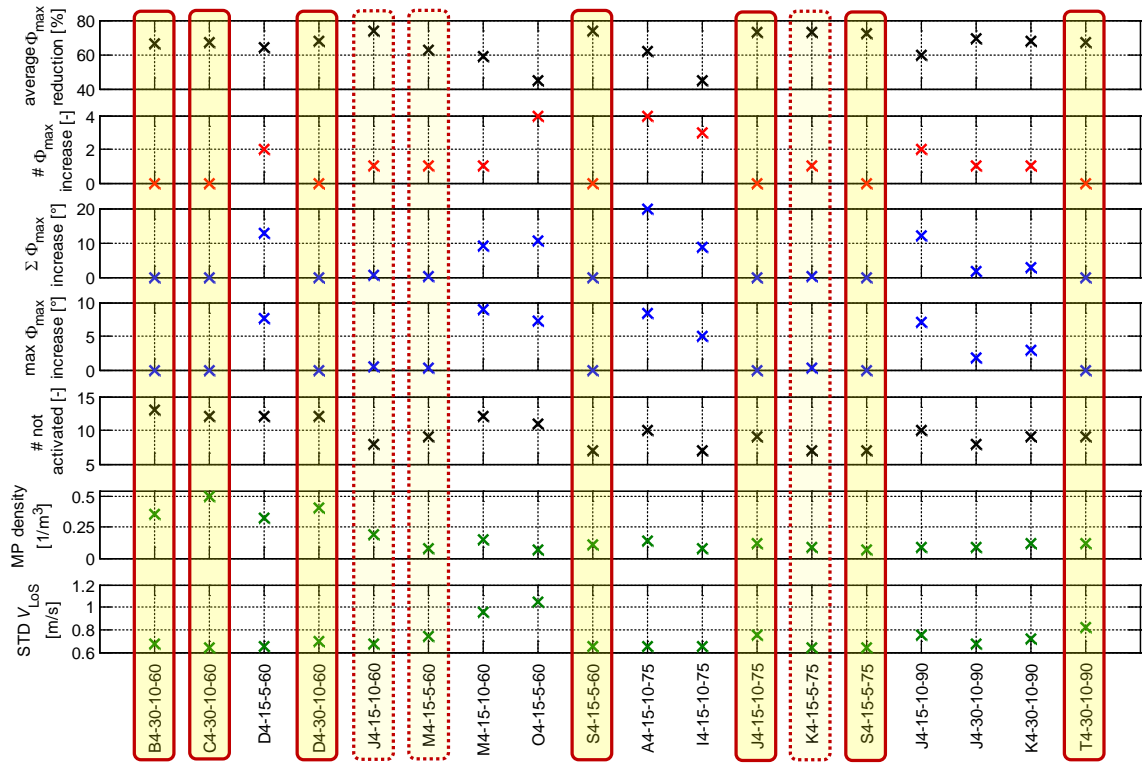 average Φmax
reduction [%]
80
60
40
# Φmax
increase [-]
4
2
0
Σ Φmax
increase [°]
20
10
0
max Φmax
increase [°]
10
5
0
# not
activated [-]
15
10
5
MP density
[1/m³]
0.5
0.25
0
STD VLoS
[m/s]
1.2
1
0.8
0.6
B4-30-10-60
C4-30-10-60
D4-15-5-60
D4-30-10-60
J4-15-10-60
M4-15-5-60
M4-15-10-60
O4-15-5-60
S4-15-5-60
A4-15-10-75
I4-15-10-75
J4-15-10-75
K4-15-5-75
S4-15-5-75
J4-15-10-90
J4-30-10-90
K4-30-10-90
T4-30-10-90